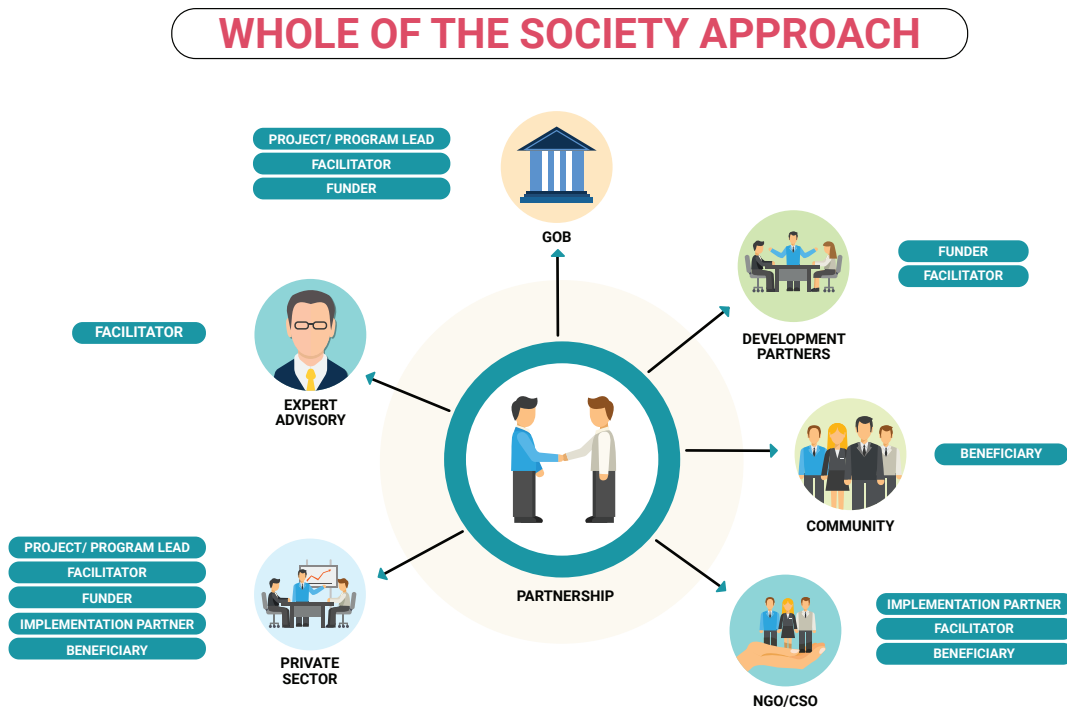 WHOLE OF THE SOCIETY APPROACH
PROJECT/ PROGRAM LEAD
FACILITATOR
FUNDER
GOB
DEVELOPMENT
PARTNERS
FUNDER
FACILITATOR
FACILITATOR
EXPERT
ADVISORY
COMMUNITY
BENEFICIARY
PARTNERSHIP
PROJECT/ PROGRAM LEAD
FACILITATOR
FUNDER
IMPLEMENTATION PARTNER
BENEFICIARY
PRIVATE
SECTOR
NGO/CSO
IMPLEMENTATION PARTNER
FACILITATOR
BENEFICIARY